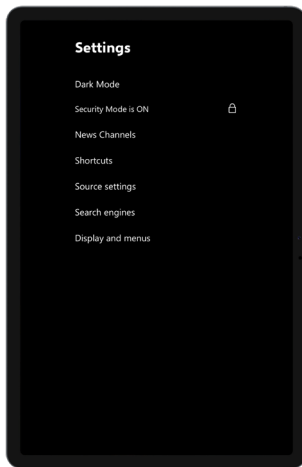 Settings
Dark Mode
Security Mode is ON
News Channels
Shortcuts
Source settings
Search engines
Display and menus